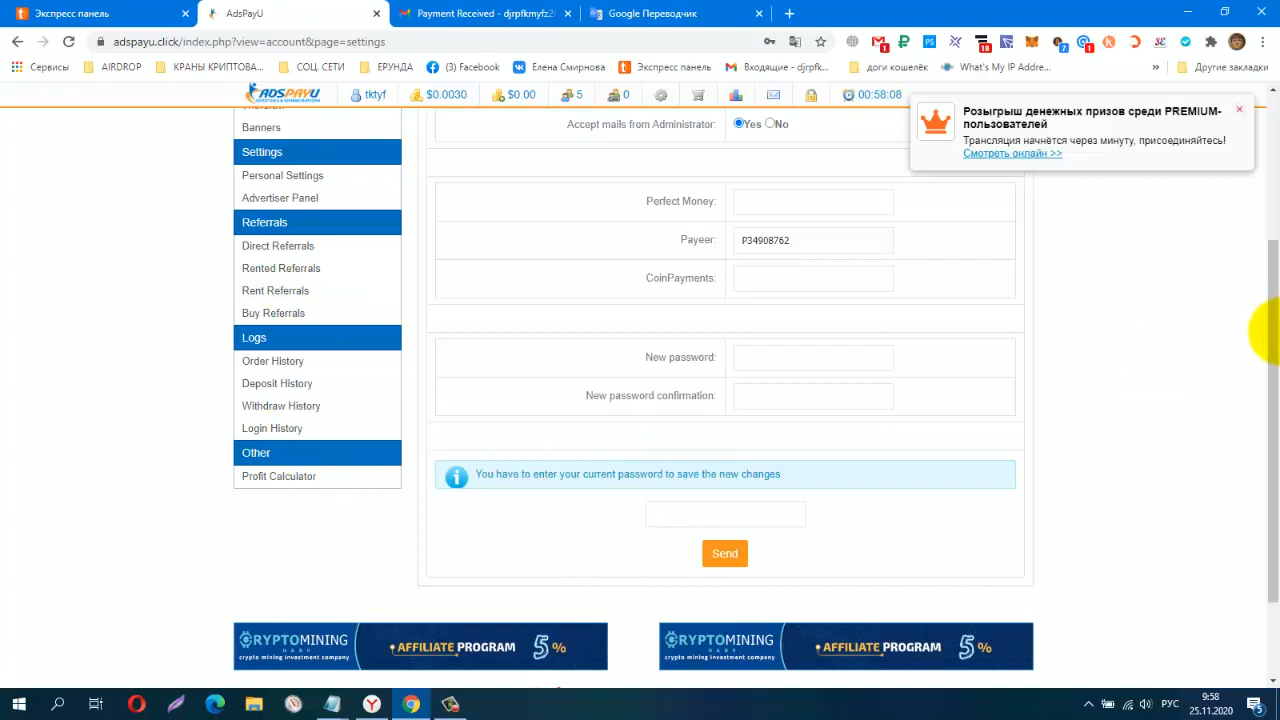 Экспресс панель
AdsPayU
Payment Received - djrpfkmyfz2
Google Переводчик
adspayu.click/index.php?view=account&page=settings
1
18
7
1
Сервисы
AIRDROP
КРАНЫ КРИПТОВА...
СОЦ. СЕТИ
ЕРУНДА
(3) Facebook
Елена Смирнова
Экспресс панель
Входящие - djrpfk...
доги кошелёк
What's My IP Addre...
»
Другие закладки
ADSPAYU
tktyf
$0.0030
$0.00
5
0
00:58:08
Розыгрыш денежных призов среди PREMIUM-
пользователей
Трансляция начнётся через минуту, присоединяйтесь!
Смотреть онлайн >>
Banners
Settings
Personal Settings
Advertiser Panel
Referrals
Direct Referrals
Rented Referrals
Rent Referrals
Buy Referrals
Logs
Order History
Deposit History
Withdraw History
Login History
Other
Profit Calculator
Accept mails from Administrator: Yes No
Perfect Money:
Payeer: P34908762
CoinPayments:
New password:
New password confirmation:
You have to enter your current password to save the new changes
Send
CRYPTOMINING
HASH
crypto mining investment company
AFFILIATE PROGRAM 5%
CRYPTOMINING
HASH
crypto mining investment company
AFFILIATE PROGRAM 5%
РУС
9:58
25.11.2020
5